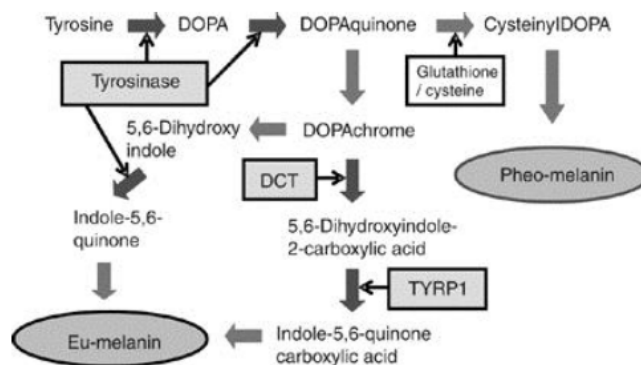 Tyrosine DOPA DOPAquinone CysteinylDOPA
Tyrosinase
Glutathione
/ cysteine
5,6-Dihydroxy
indole
DOPAchrome
DCT
Pheo-melanin
Indole-5,6-
quinone
5,6-Dihydroxyindole-
2-carboxylic acid
TYRP1
Eu-melanin
Indole-5,6-quinone
carboxylic acid